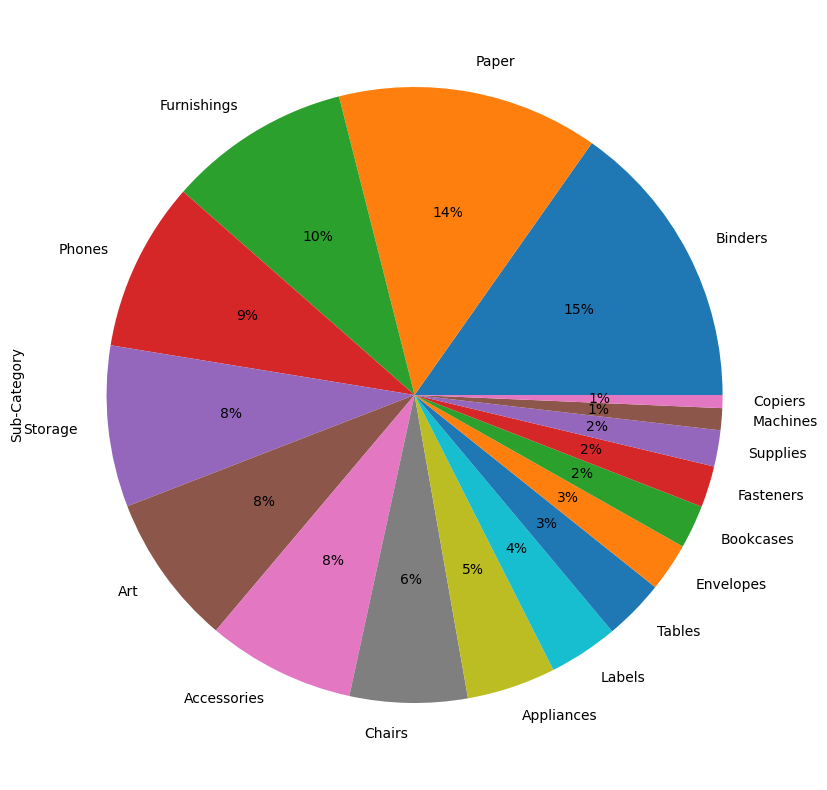 Paper
Furnishings
14%
Binders
10%
Phones
15%
9%
Sub-Category
Storage
8%
1%
Copiers
1%
Machines
2%
Supplies
2%
Fasteners
2%
8%
3%
Bookcases
3%
4%
Envelopes
8%
5%
6%
Art
Tables
Labels
Accessories
Appliances
Chairs